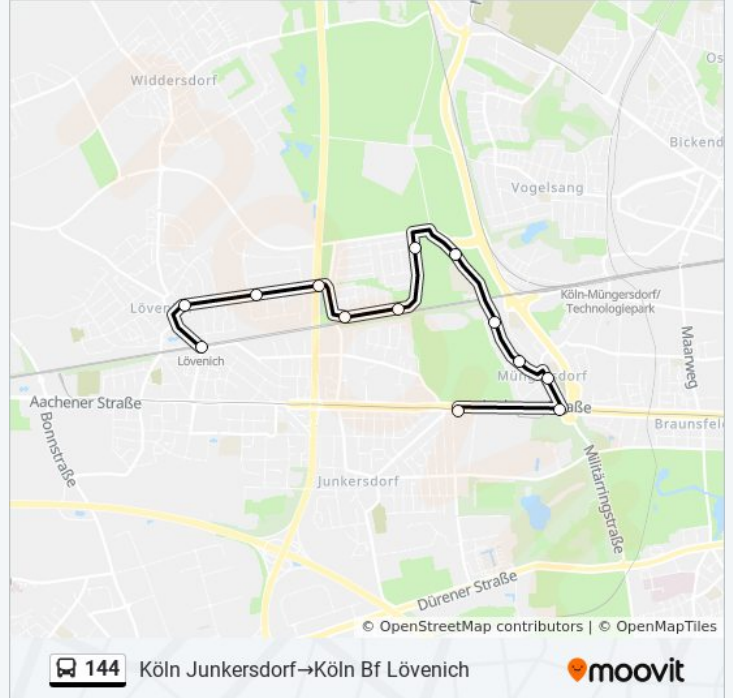 Widdersdorf
Bickend
Vogelsang
Köln-Müngersdorf/
Technologiepark
Löven
Lövenich
Maarweg
Aachener Straße
Bonnstraße
Braunsfel
Junkersdorf
Militärringstraße
Dürener Straße
© OpenStreetMap contributors | © OpenMapTiles
144 Köln Junkersdorf→Köln Bf Lövenich
moovit